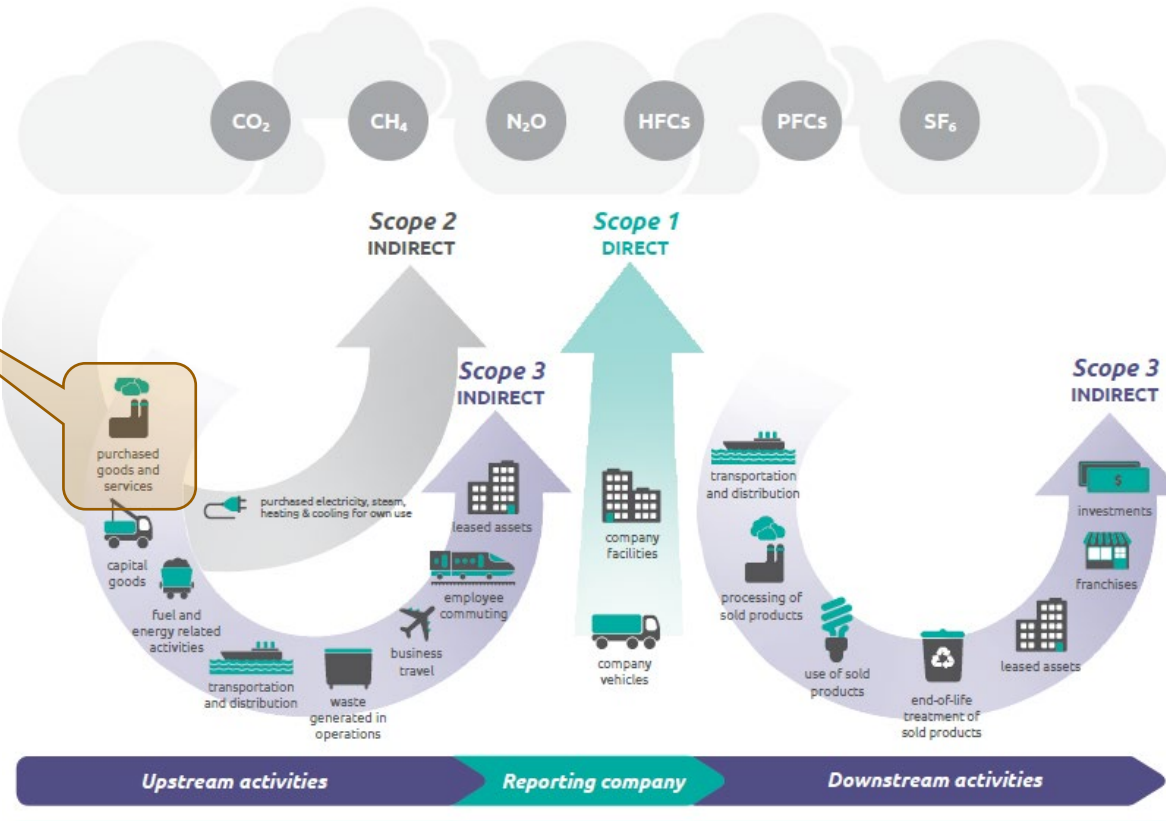 CO₂
CH₄
N₂O
HFCs
PFCs
SF₆
Scope 2
INDIRECT
Scope 1
DIRECT
Scope 3
INDIRECT
Scope 3
INDIRECT
purchased
goods and
services
capital
goods
fuel and
energy related
activities
transportation
and distribution
waste
generated in
operations
business
travel
employee
commuting
leased assets
purchased electricity, steam,
heating & cooling for own use
company
facilities
company
vehicles
transportation
and distribution
processing of
sold products
use of sold
products
end-of-life
treatment of
sold products
leased assets
franchises
$
investments
Upstream activities
Reporting company
Downstream activities